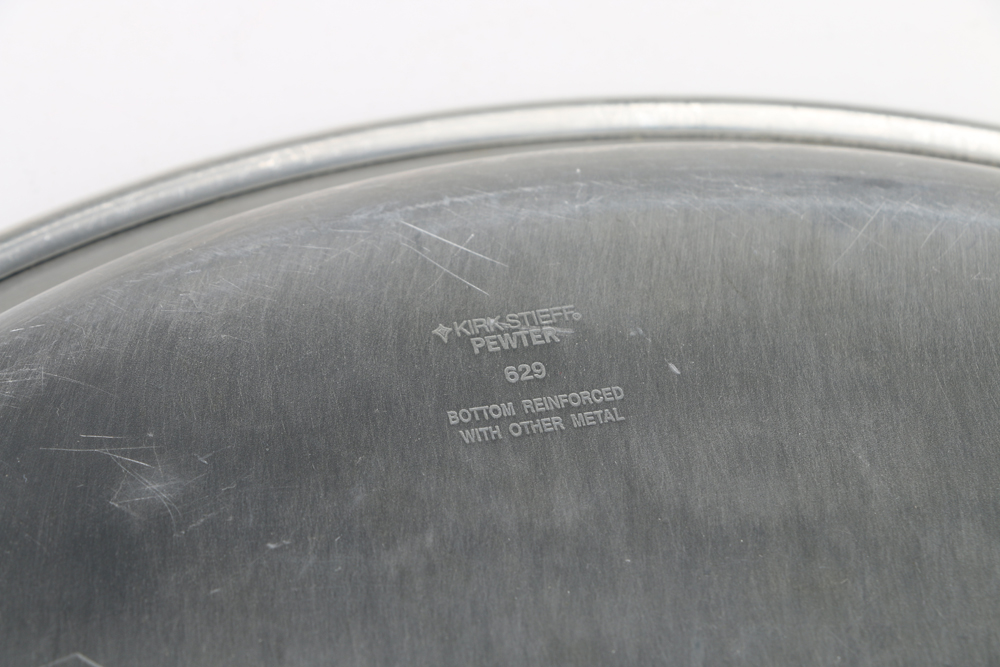 KIRK STIEFF®
PEWTER
629
BOTTOM REINFORCED
WITH OTHER METAL